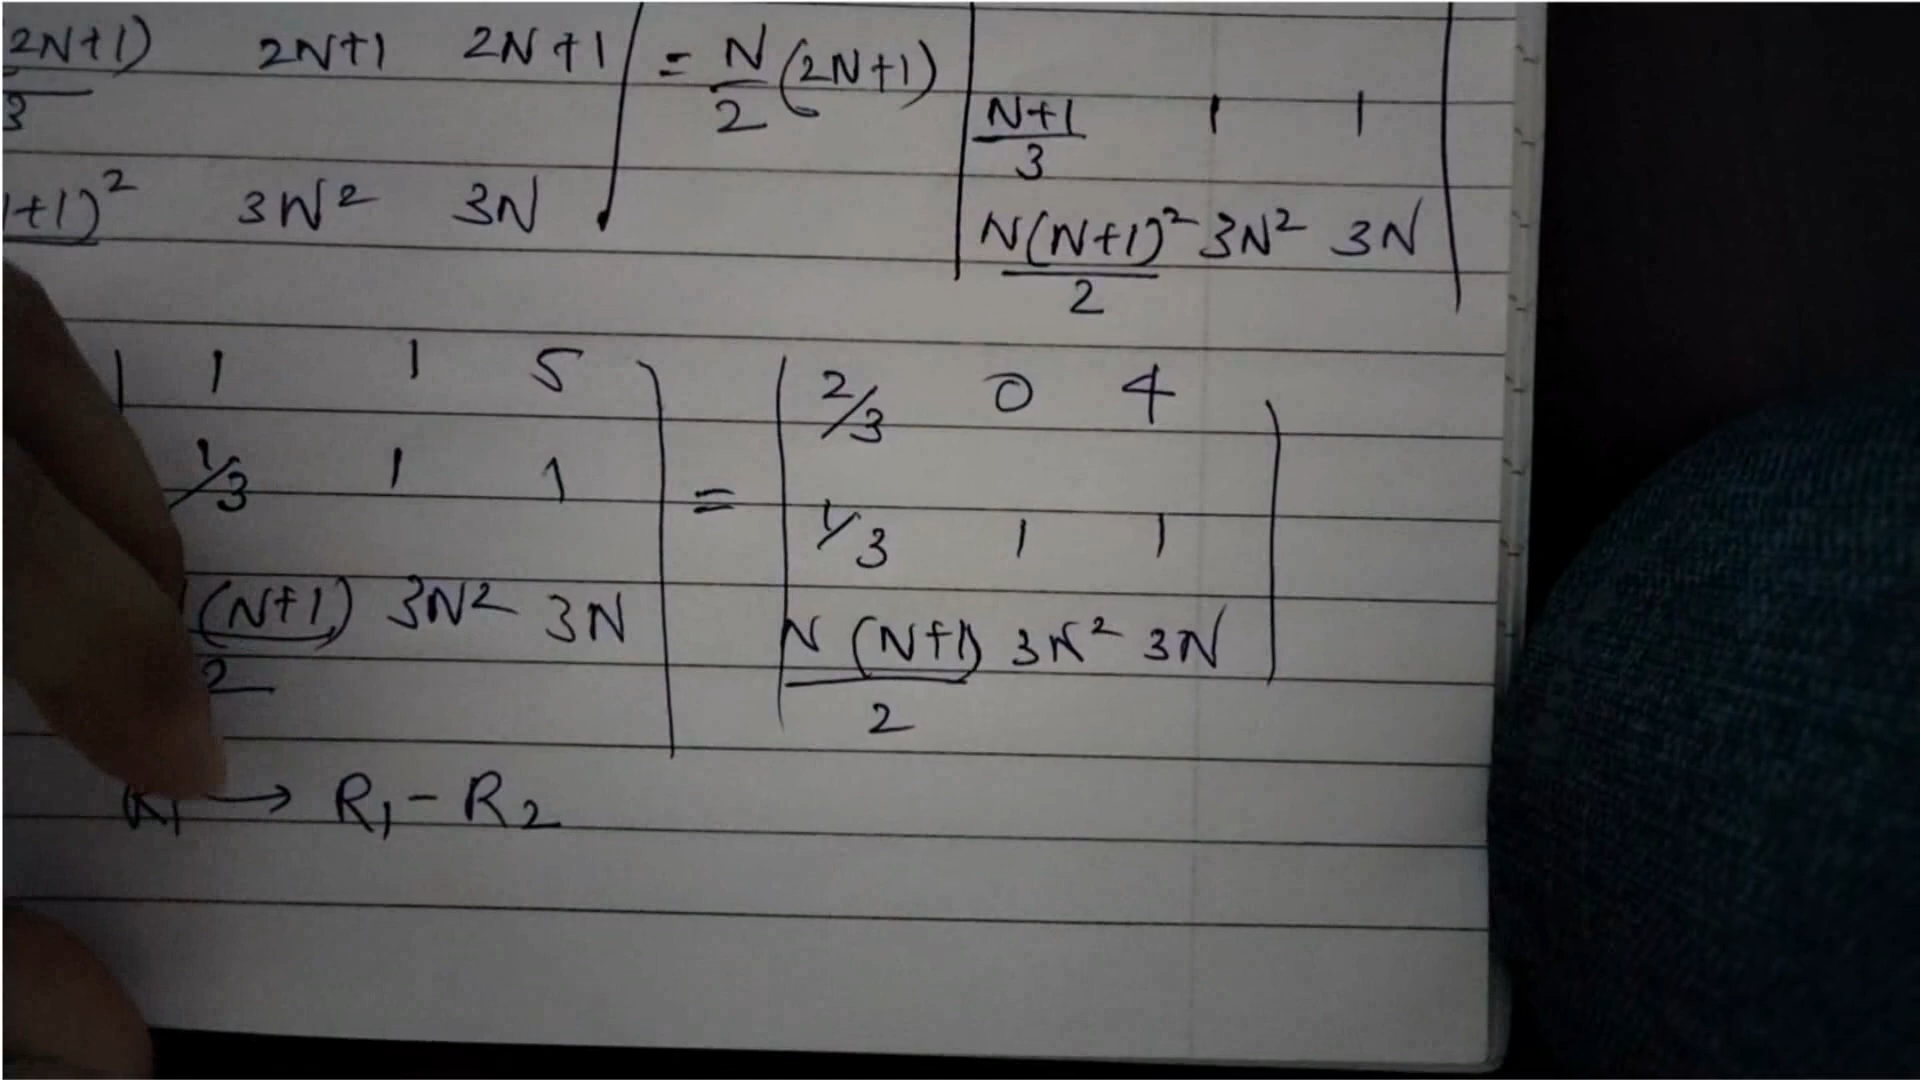 2N+1) 2N+1 2N+1 = N/2 (2N+1)
3
N+1/3 1 1
+1)² 3N² 3N
N(N+1)²/2 3N² 3N
1 1 5
2/3 0 4
1/3 1 1
=
1/3 1 1
(N+1)/2 3N² 3N
N(N+1)/2 3N² 3N
R₁ → R₁ - R₂